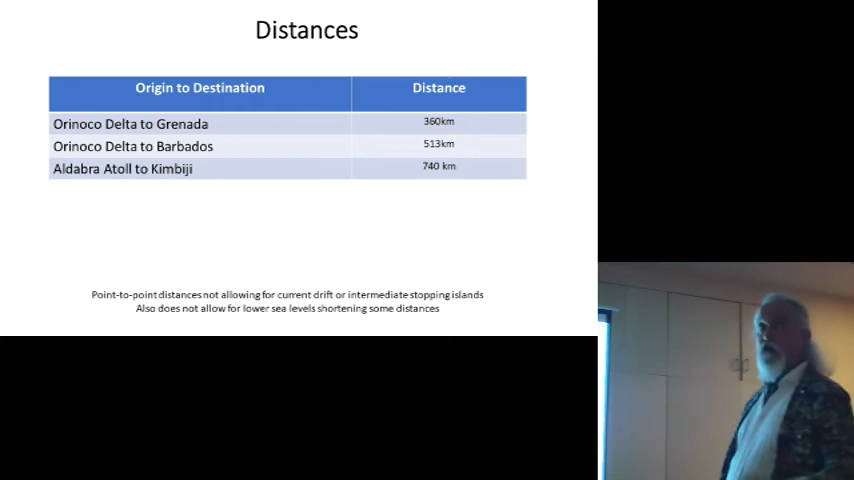 Distances
Origin to Destination Distance
Orinoco Delta to Grenada 360km
Orinoco Delta to Barbados 513km
Aldabra Atoll to Kimbiji 740 km
Point-to-point distances not allowing for current drift or intermediate stopping islands
Also does not allow for lower sea levels shortening some distances